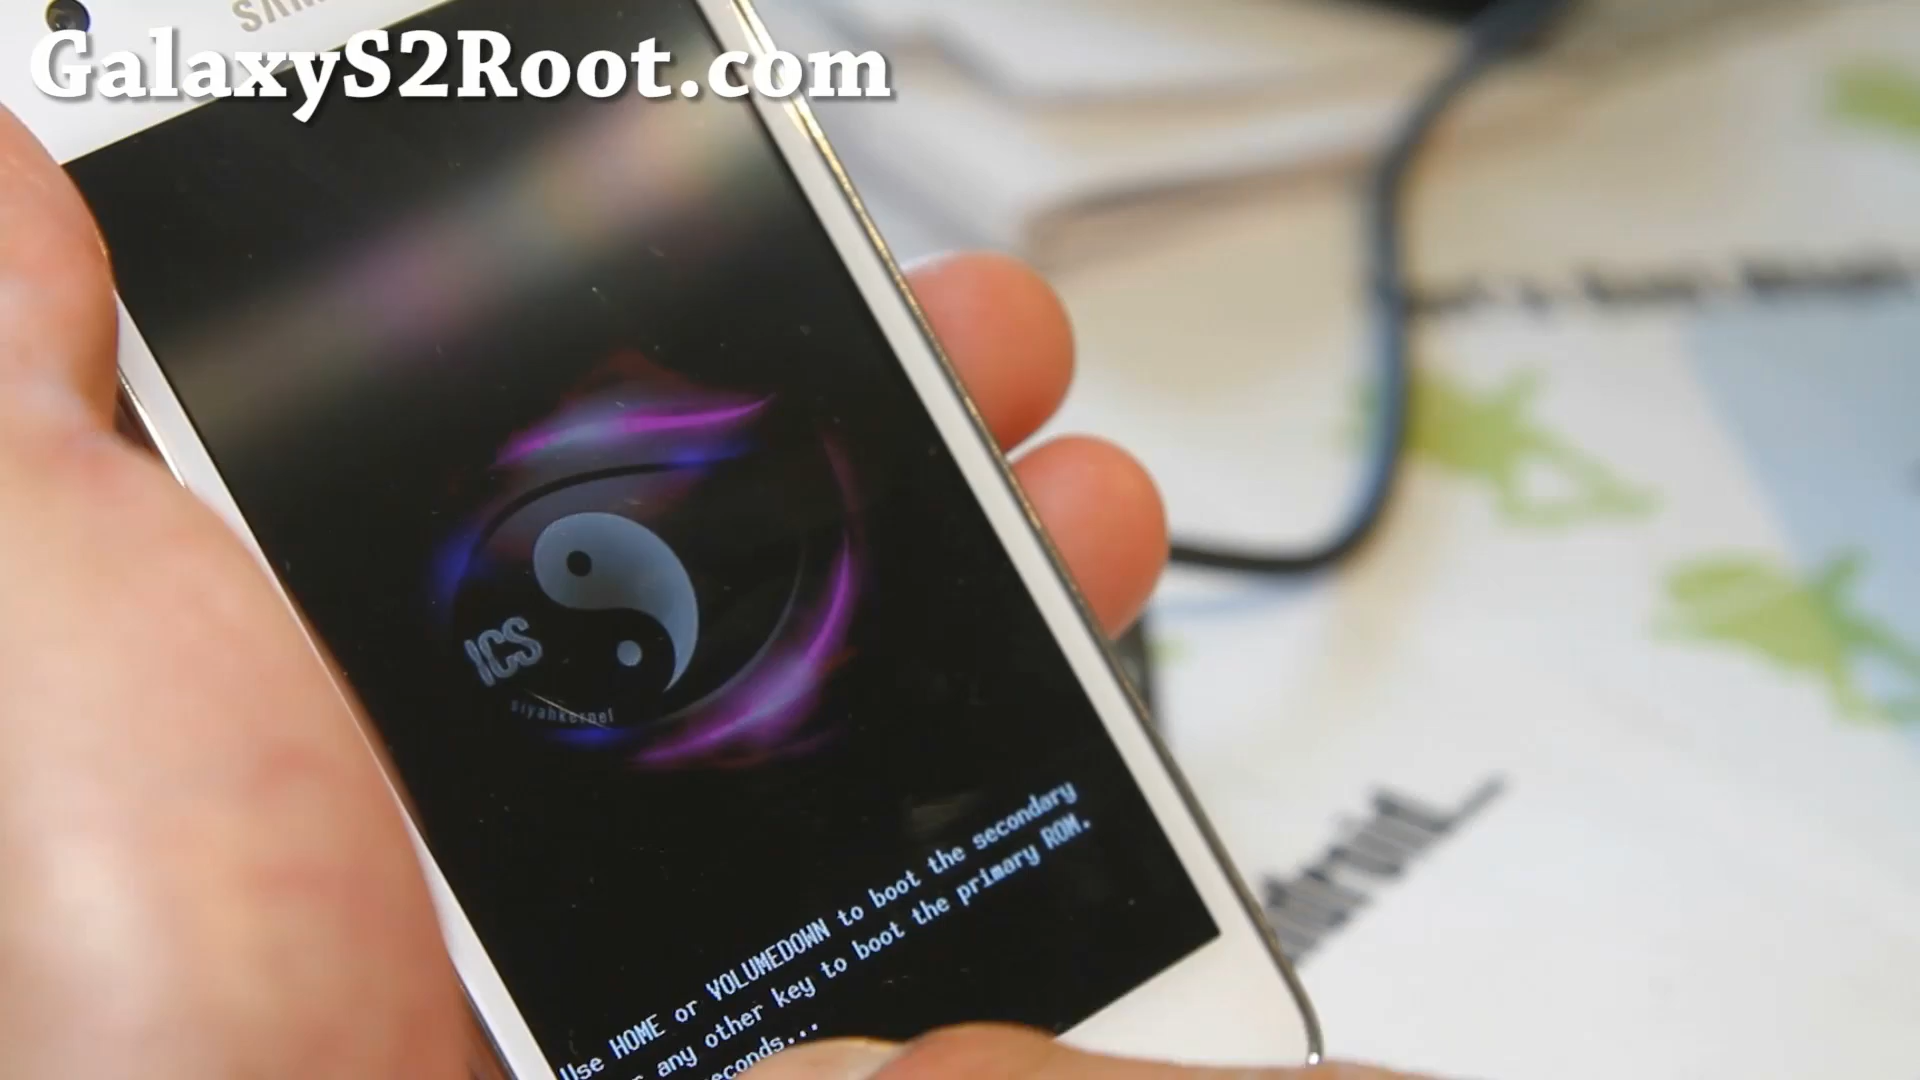 GalaxyS2Root.com
ICS
siyahkernel
Use HOME or VOLUMEDOWN to boot the secondary
any other key to boot the primary ROM.